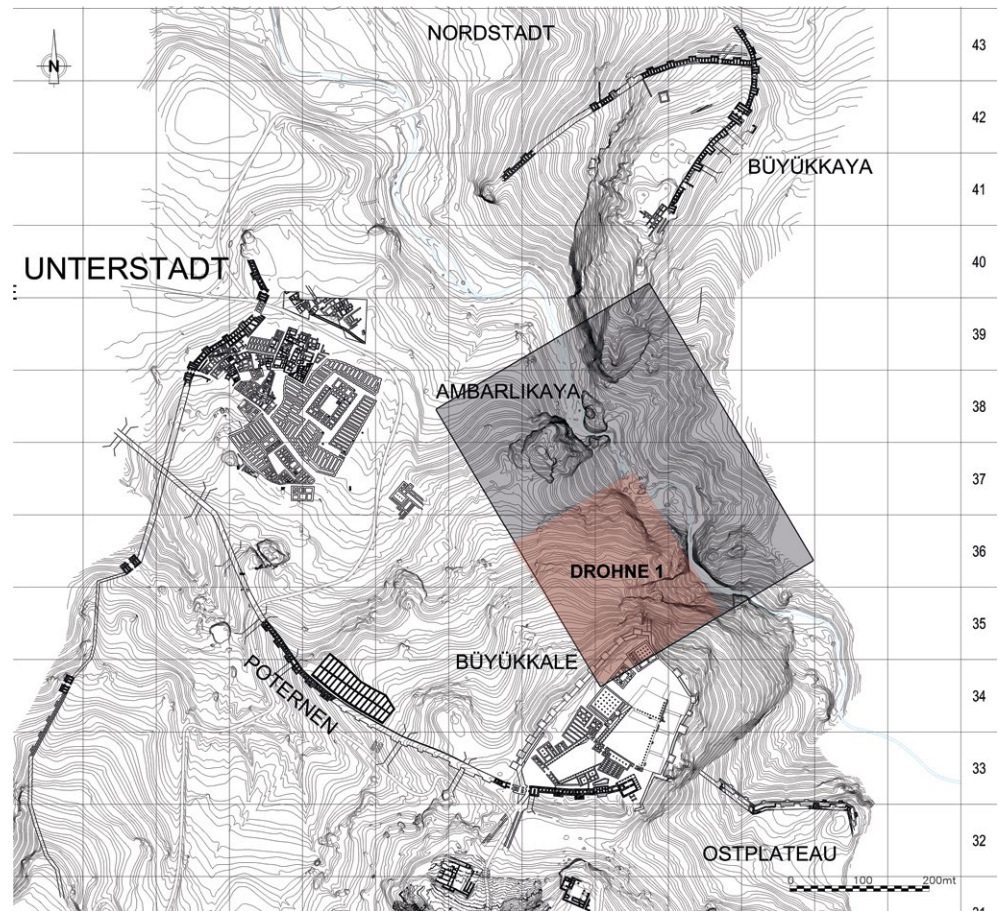 NORDSTADT
N
43
42
BÜYÜKKAYA
41
UNTERSTADT
40
39
AMBARLIKAYA
38
37
DROHNE 1
36
35
BÜYÜKKALE
POTERNEN
34
33
32
OSTPLATEAU
0 100 200mt